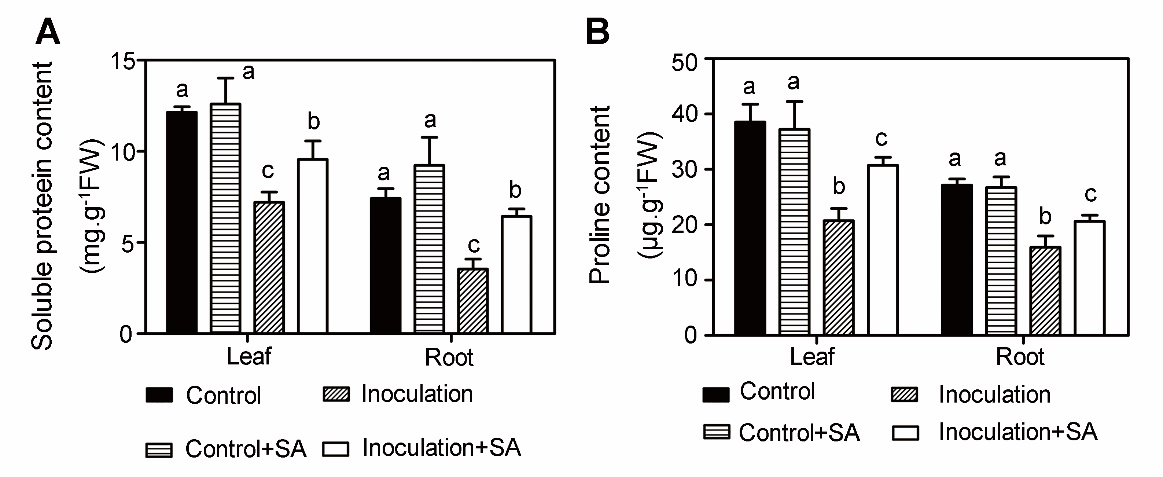 A
Soluble proteein content
(mg.g-1FW)
15
10
5
0
a
a
c
b
a
a
c
b
Leaf
Root
Control
Inoculation
Control+SA
Inoculation+SA
B
Proline content
(µg.g-1FW)
50
40
30
20
10
0
a
a
b
c
a
a
b
c
Leaf
Root
Control
Inoculation
Control+SA
Inoculation+SA